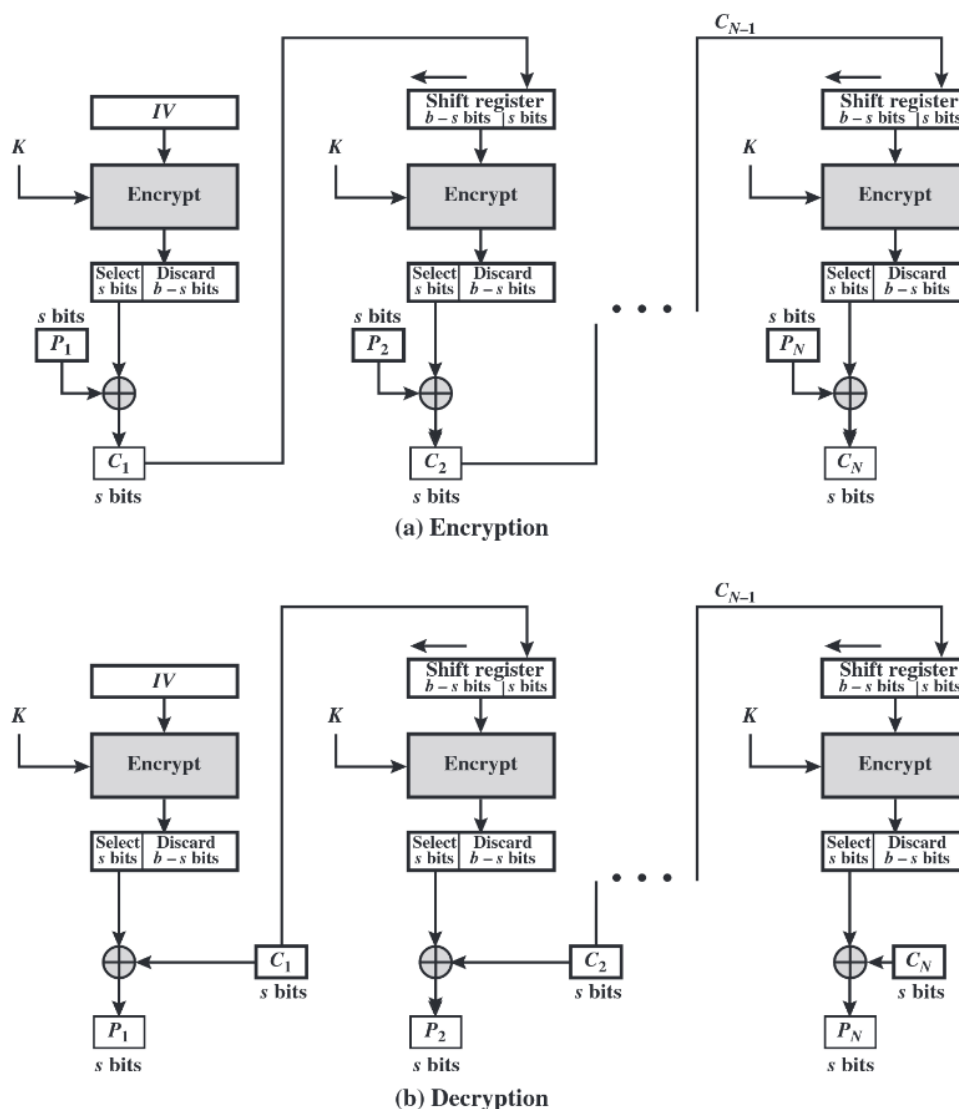 C_{N-1}
Shift register
b – s bits | s bits
Shift register
b – s bits | s bits
IV
K
K
K
Encrypt
Encrypt
Encrypt
Select Discard
s bits b – s bits
Select Discard
s bits b – s bits
Select Discard
s bits b – s bits
s bits
P_1
s bits
P_2
s bits
P_N
C_1
s bits
C_2
s bits
C_N
s bits
(a) Encryption
C_{N-1}
Shift register
b – s bits | s bits
Shift register
b – s bits | s bits
IV
K
K
K
Encrypt
Encrypt
Encrypt
Select Discard
s bits b – s bits
Select Discard
s bits b – s bits
Select Discard
s bits b – s bits
C_1
s bits
C_2
s bits
C_N
s bits
P_1
s bits
P_2
s bits
P_N
s bits
(b) Decryption